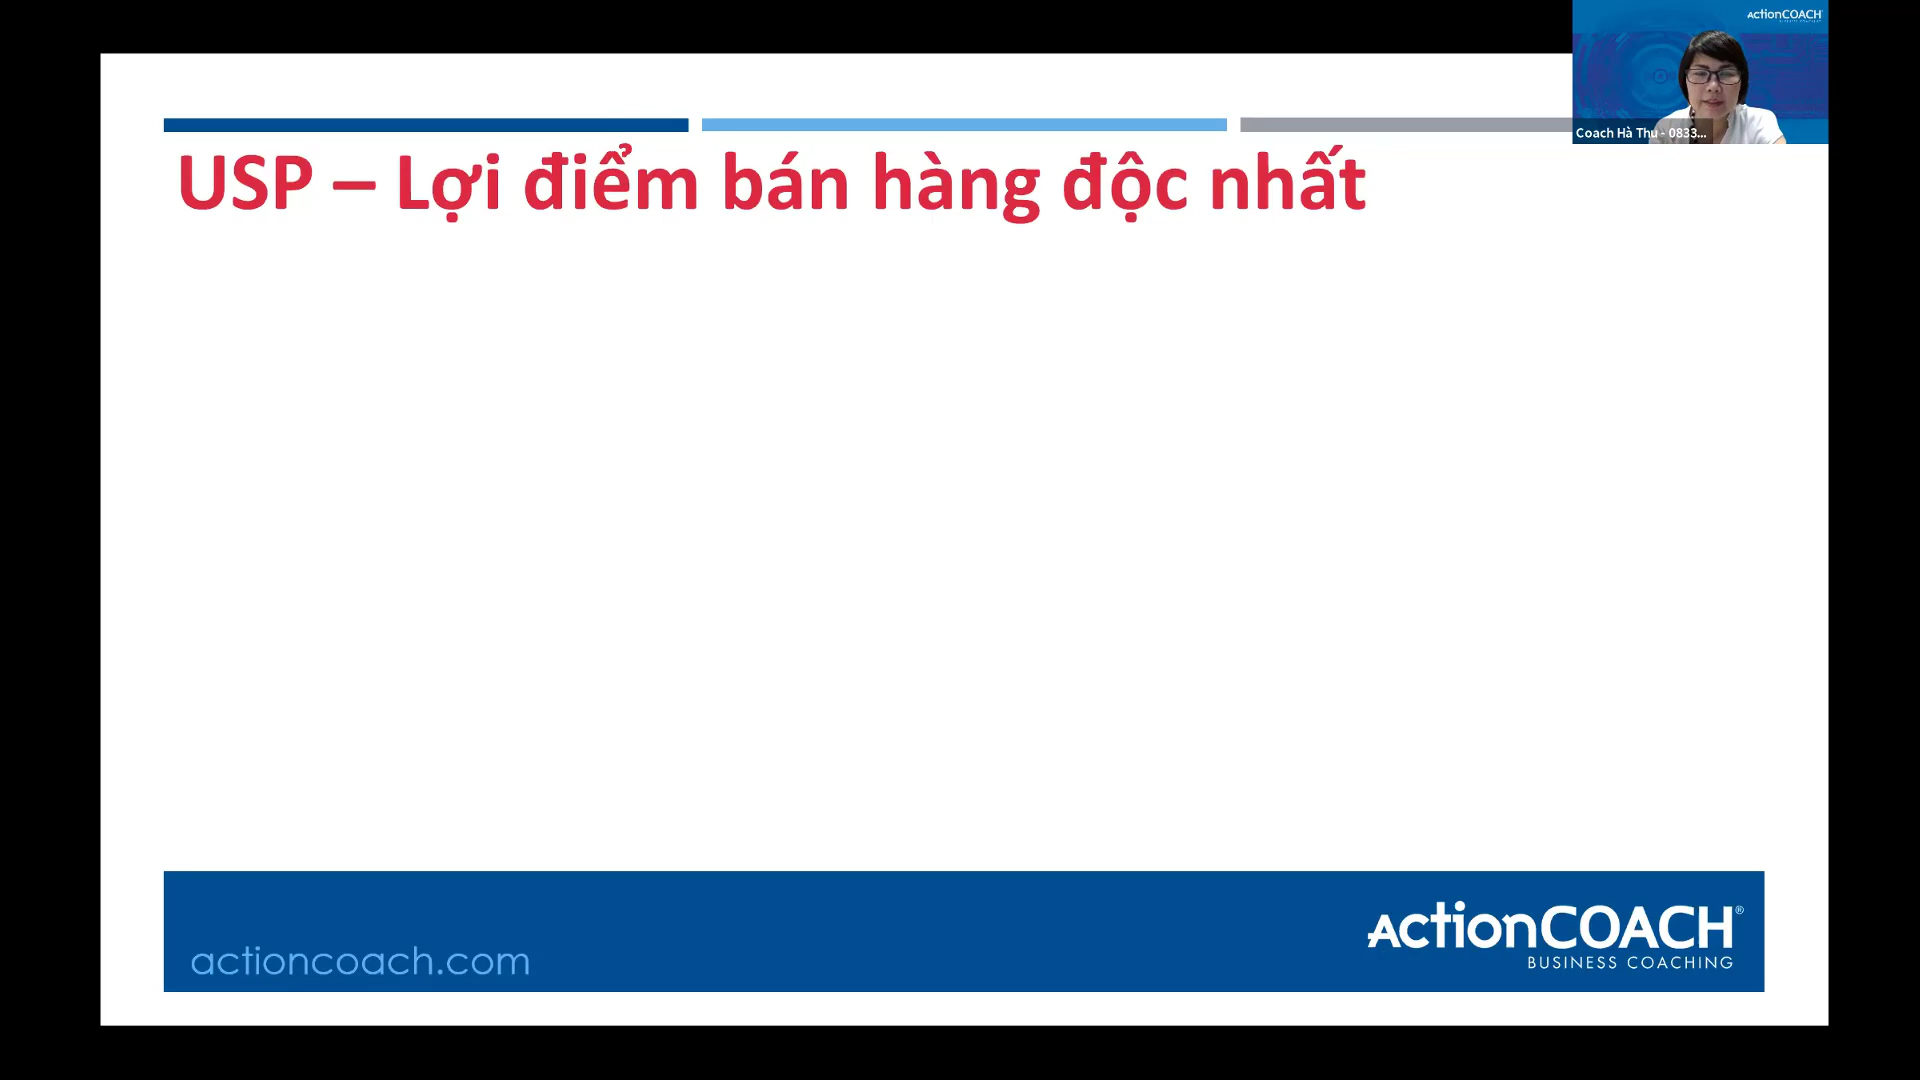 actionCOACH
Coach Hà Thu - 0833...
USP – Lợi điểm bán hàng độc nhất
actioncoach.com
actionCOACH®
BUSINESS COACHING